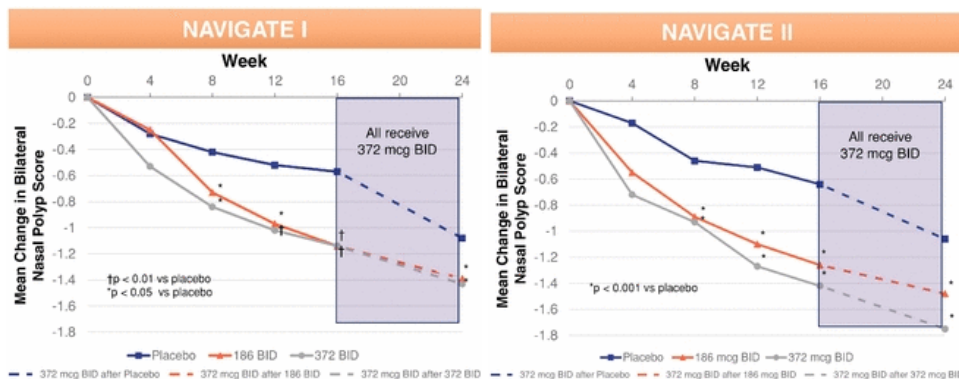 NAVIGATE I
Week
0 4 8 12 16 20 24
0
-0.2
-0.4
-0.6
-0.8
-1
-1.2
-1.4
-1.6
-1.8
Mean Change in Bilateral
Nasal Polyp Score
All receive
372 mcg BID
* * * † † † * *
†p < 0.01 vs placebo
*p < 0.05 vs placebo
Placebo 186 BID 372 BID
372 mcg BID after Placebo 372 mcg BID after 186 BID 372 mcg BID after 372 BID
NAVIGATE II
Week
0 4 8 12 16 20 24
0
-0.2
-0.4
-0.6
-0.8
-1
-1.2
-1.4
-1.6
-1.8
Mean Change in Bilateral
Nasal Polyp Score
All receive
372 mcg BID
* * * * * * * *
*p < 0.001 vs placebo
Placebo 186 mcg BID 372 mcg BID
372 mcg BID after Placebo 372 mcg BID after 186 mcg BID 372 mcg BID after 372 mcg BID